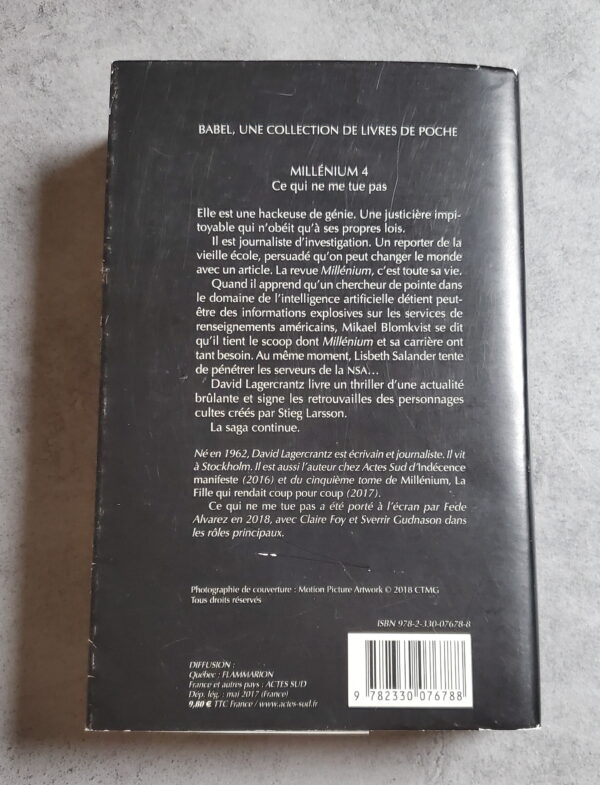 BABEL, UNE COLLECTION DE LIVRES DE POCHE
MILLÉNIUM 4
Ce qui ne me tue pas
Elle est une hackeuse de génie. Une justicière impi-
toyable qui n'obéit qu'à ses propres lois.
Il est journaliste d'investigation. Un reporter de la
vieille école, persuadé qu'on peut changer le monde
avec un article. La revue Millénium, c'est toute sa vie.
Quand il apprend qu'un chercheur de pointe dans
le domaine de l'intelligence artificielle détient peut-
être des informations explosives sur les services de
renseignements américains, Mikael Blomkvist se dit
qu'il tient le scoop dont Millénium et sa carrière ont
tant besoin. Au même moment, Lisbeth Salander tente
de pénétrer les serveurs de la NSA...
David Lagercrantz livre un thriller d'une actualité
brûlante et signe les retrouvailles des personnages
cultes créés par Stieg Larsson.
La saga continue.
Né en 1962, David Lagercrantz est écrivain et journaliste. Il vit
à Stockholm. Il est aussi l'auteur chez Actes Sud d'Indécence
manifeste (2016) et du cinquième tome de Millénium, La
Fille qui rendait coup pour coup (2017).
Ce qui ne me tue pas a été porté à l'écran par Fede
Alvarez en 2018, avec Claire Foy et Sverrir Gudnason dans
les rôles principaux.
Photographie de couverture : Motion Picture Artwork © 2018 CTMG
Tous droits réservés
ISBN 978-2-330-07678-8
DIFFUSION :
Québec : FLAMMARION
France et autres pays : ACTES SUD
Dép. lég. : mai 2017 (France)
9,80 € TTC France / www.actes-sud.fr
9 782330 076788